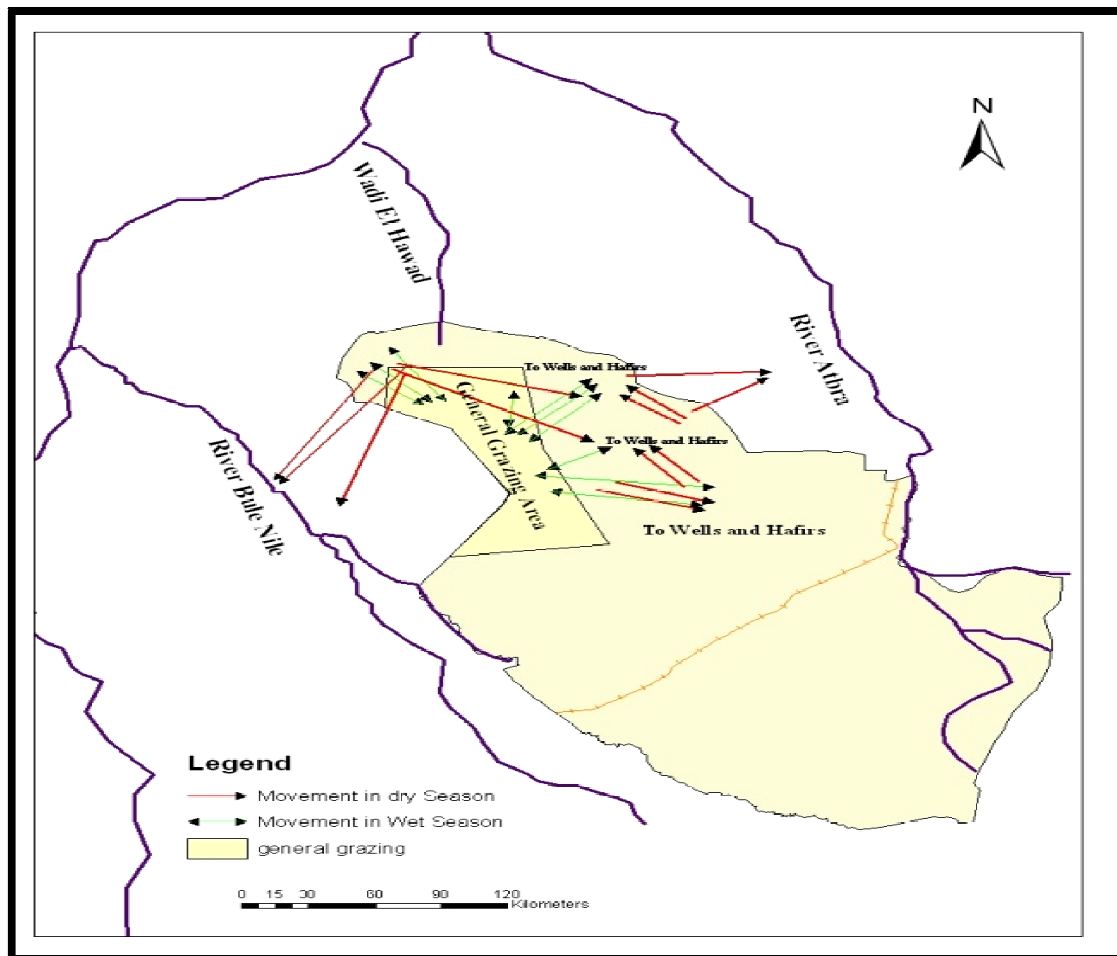 N
Wadi El Hawad
River Atbra
To Wells and Hafirs
General Grazing Area
To Wells and Hafirs
River Bule Nile
To Wells and Hafirs
Legend
Movement in dry Season
Movement in Wet Season
general grazing
0 15 30 60 90 120
Kilometers